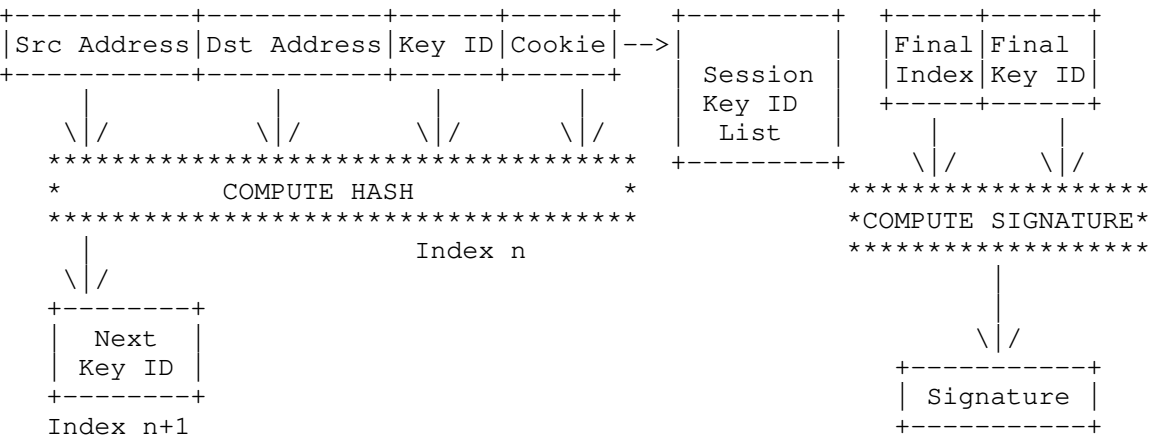 |Src Address|Dst Address|Key ID|Cookie|-->| | |Final|Final |
| Session | |Index|Key ID|
| Key ID |
| List |
* COMPUTE HASH *
*COMPUTE SIGNATURE*
Index n
| Next |
| Key ID |
| Signature |
Index n+1